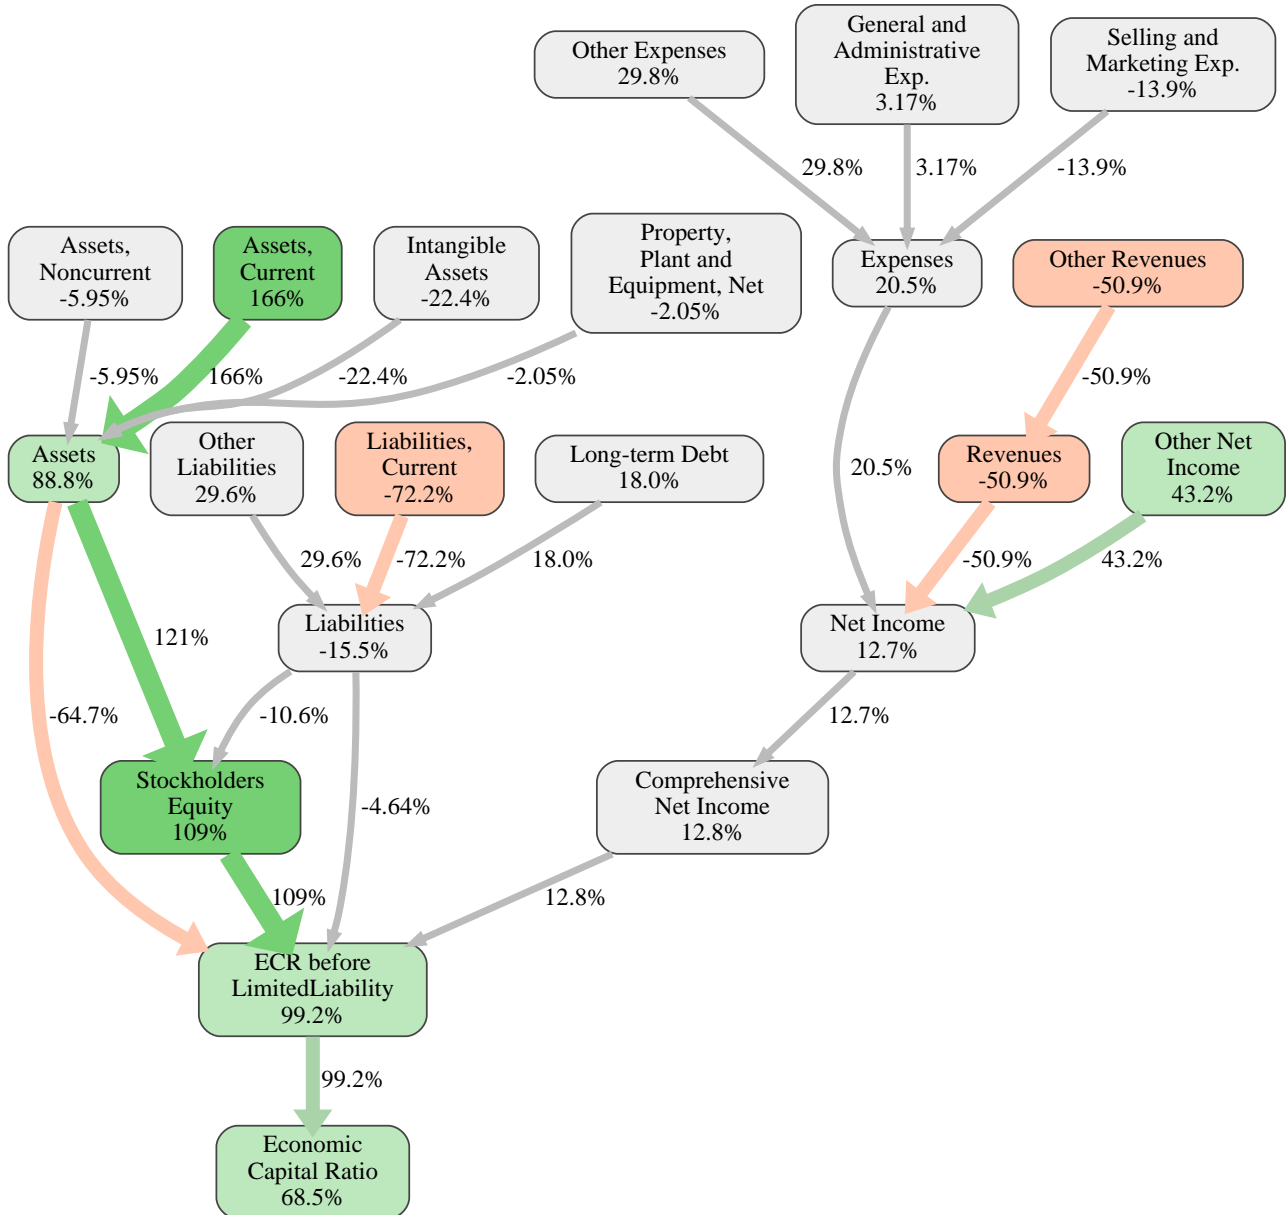 Other Expenses
29.8%
General and
Administrative
Exp.
3.17%
Selling and
Marketing Exp.
-13.9%
29.8%
3.17%
-13.9%
Assets,
Noncurrent
-5.95%
Assets,
Current
166%
Intangible
Assets
-22.4%
Property,
Plant and
Equipment, Net
-2.05%
Expenses
20.5%
Other Revenues
-50.9%
-5.95%
166%
-22.4%
-2.05%
-50.9%
Assets
88.8%
Other
Liabilities
29.6%
Liabilities,
Current
-72.2%
Long-term Debt
18.0%
20.5%
Revenues
-50.9%
Other Net
Income
43.2%
29.6%
-72.2%
18.0%
-50.9%
43.2%
Liabilities
-15.5%
Net Income
12.7%
121%
-64.7%
-10.6%
12.7%
Stockholders
Equity
109%
-4.64%
Comprehensive
Net Income
12.8%
109%
12.8%
ECR before
LimitedLiability
99.2%
99.2%
Economic
Capital Ratio
68.5%